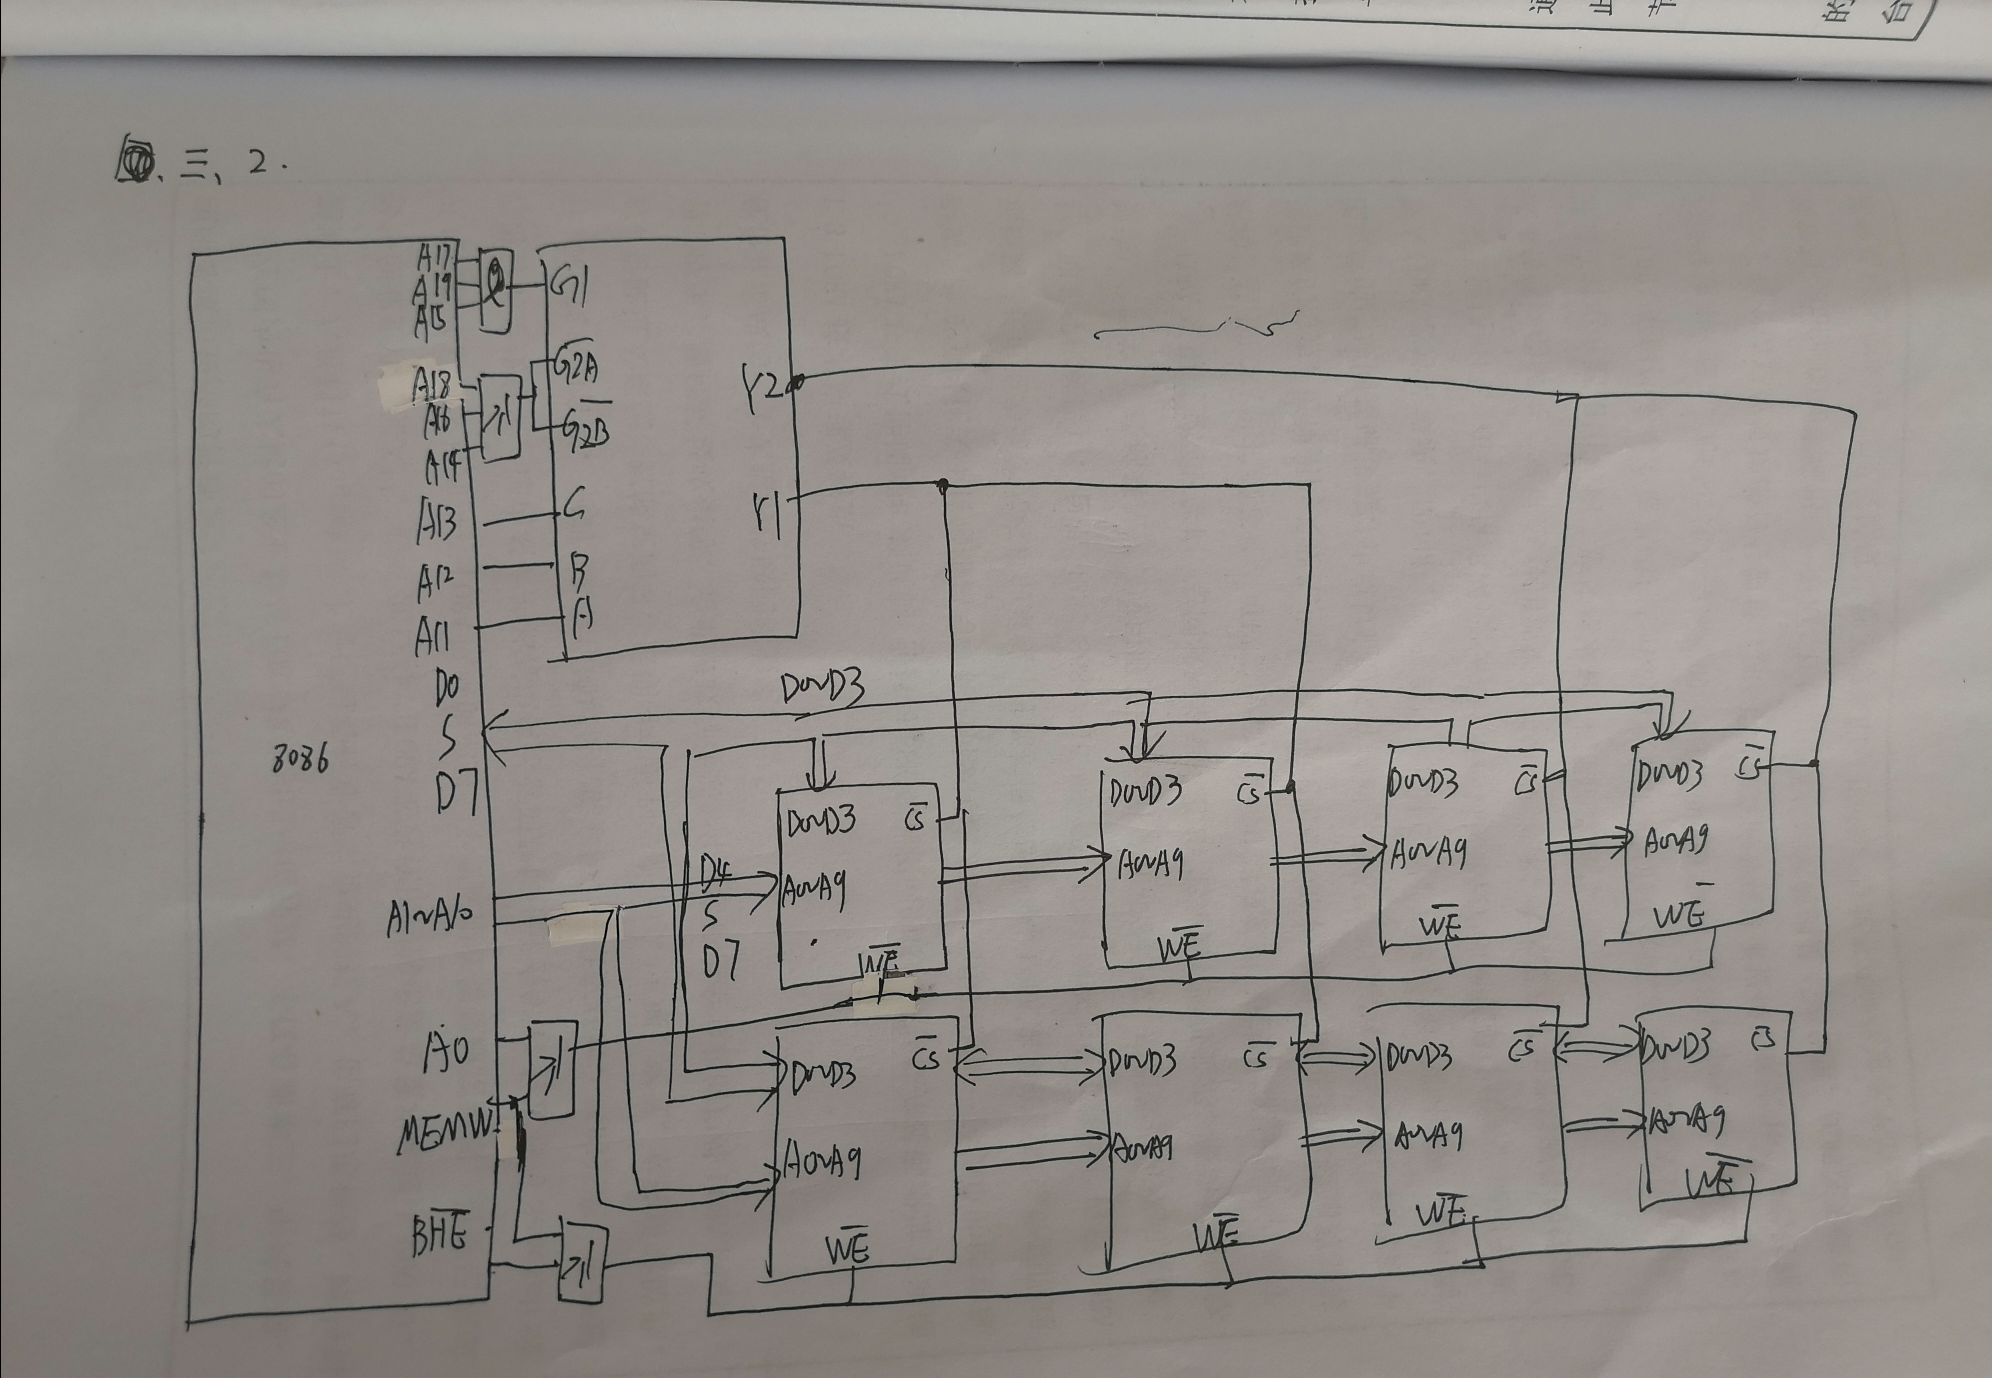 三、2.
A17
A19
A15
G1
A18
A16
A14
G2A
G2B
Y2
A13
C
Y1
A12
B
A11
A
D0
S
D7
D0~D3
8086
D0~D3 CS
A0~A9
WE
D0~D3 CS
A0~A9
WE
D0~D3 CS
A0~A9
WE
D0~D3 CS
A0~A9
WE
D4
S
D7
A1~A10
A0
≥1
MEMW
BHE
≥1
D0~D3 CS
A0~A9
WE
D0~D3 CS
A0~A9
WE
D0~D3 CS
A0~A9
WE
D0~D3 CS
A0~A9
WE